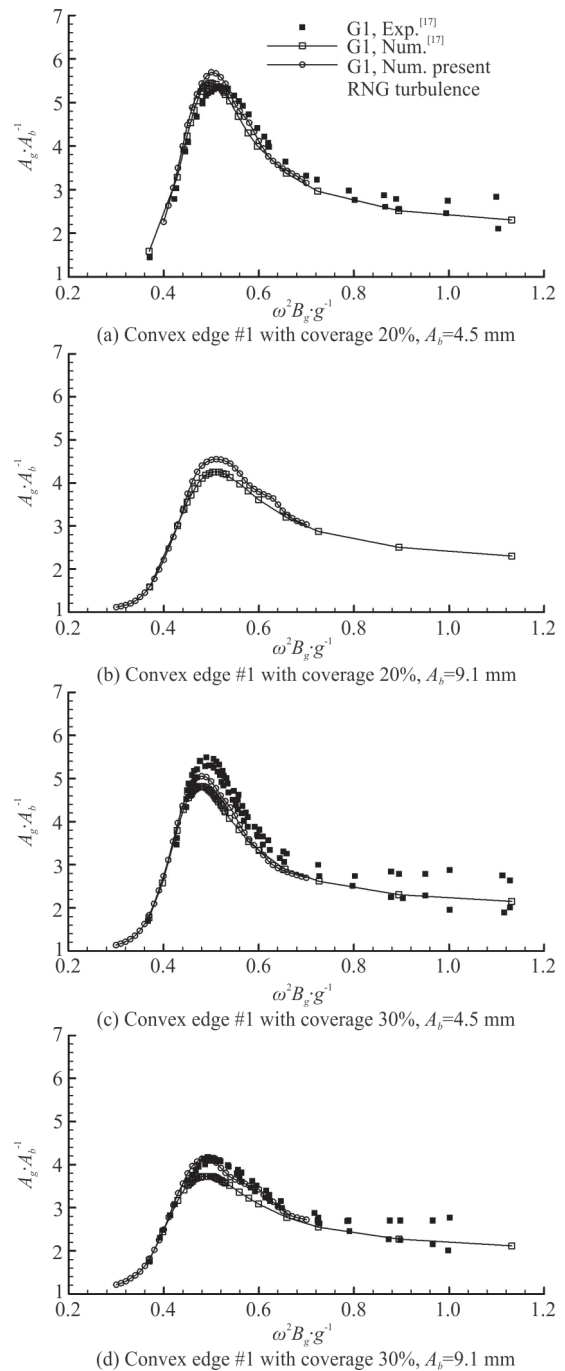 7
6
5
4
3
2
1
A_g·A_b^-1
G1, Exp.^[17]
G1, Num.^[17]
G1, Num. present
RNG turbulence
0.2 0.4 0.6 0.8 1.0 1.2
ω²B_g·g^-1
(a) Convex edge #1 with coverage 20%, A_b=4.5 mm
7
6
5
4
3
2
1
A_g·A_b^-1
0.2 0.4 0.6 0.8 1.0 1.2
ω²B_g·g^-1
(b) Convex edge #1 with coverage 20%, A_b=9.1 mm
7
6
5
4
3
2
1
A_g·A_b^-1
0.2 0.4 0.6 0.8 1.0 1.2
ω²B_g·g^-1
(c) Convex edge #1 with coverage 30%, A_b=4.5 mm
7
6
5
4
3
2
1
A_g·A_b^-1
0.2 0.4 0.6 0.8 1.0 1.2
ω²B_g·g^-1
(d) Convex edge #1 with coverage 30%, A_b=9.1 mm